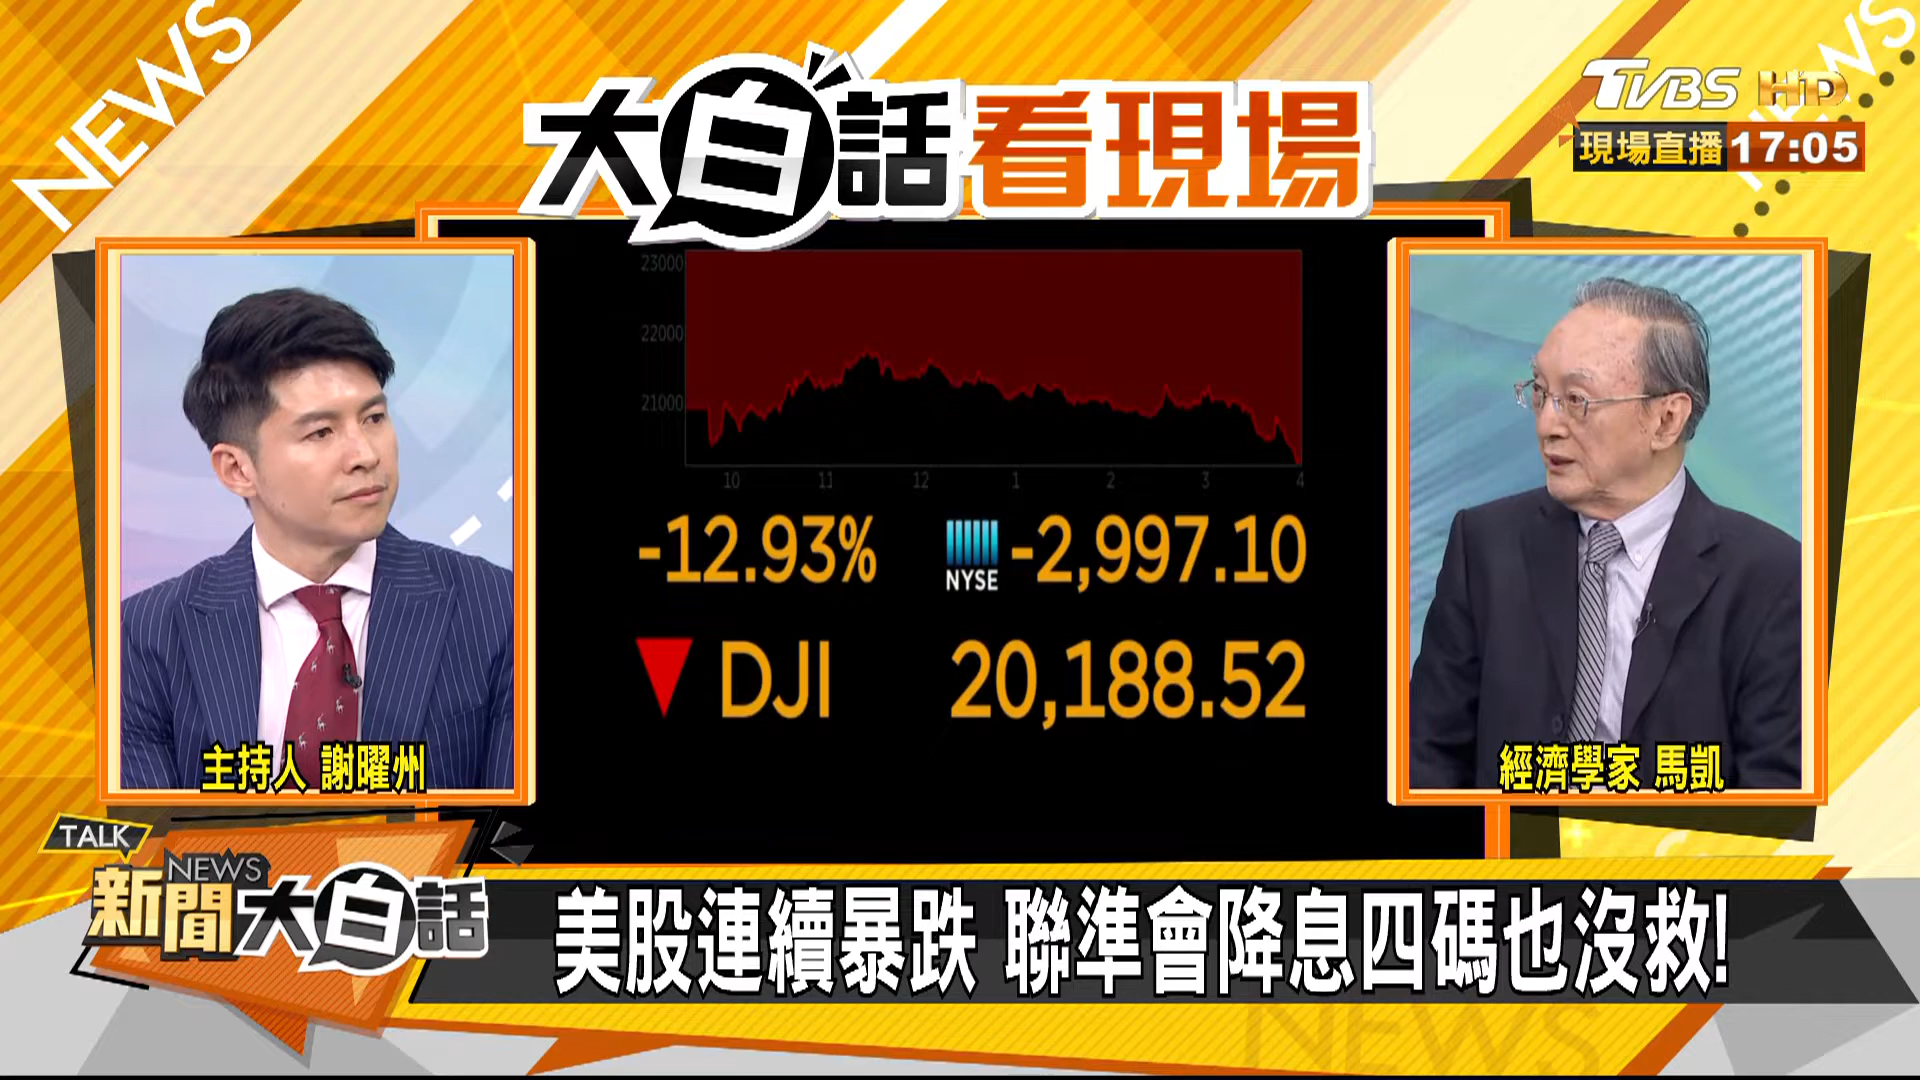 NEWS
大白話看現場
TVBS HD
NEWS
現場直播 17:05
23000
22000
21000
10 11 12 1 2 3 4
-12.93% NYSE -2,997.10
▼ DJI 20,188.52
主持人 謝曜州
經濟學家 馬凱
TALK
NEWS
新聞大白話
美股連續暴跌 聯準會降息四碼也沒救!
NEWS